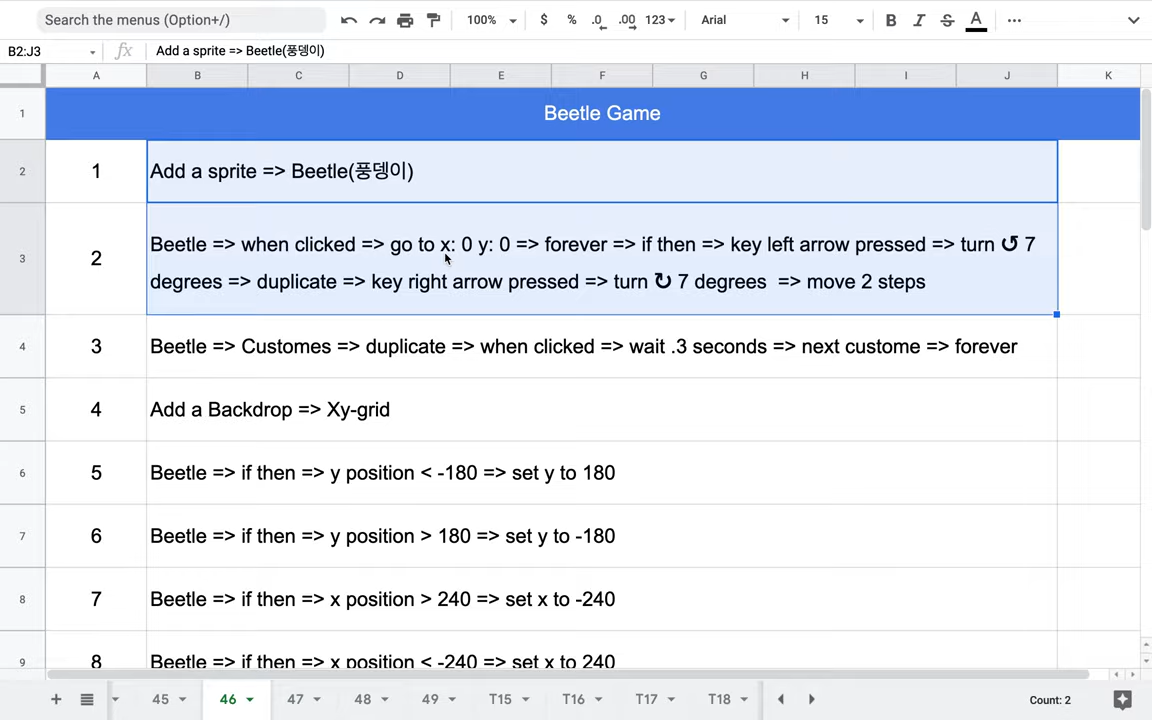 Search the menus (Option+/)
100% $ % .0 .00 123 Arial 15 B I S A
B2:J3 fx Add a sprite => Beetle(풍뎅이)
A B C D E F G H I J K
1 Beetle Game
2 1 Add a sprite => Beetle(풍뎅이)
Beetle => when clicked => go to x: 0 y: 0 => forever => if then => key left arrow pressed => turn ↺ 7
3 2
degrees => duplicate => key right arrow pressed => turn ↻ 7 degrees => move 2 steps
4 3 Beetle => Customes => duplicate => when clicked => wait .3 seconds => next custome => forever
5 4 Add a Backdrop => Xy-grid
6 5 Beetle => if then => y position < -180 => set y to 180
7 6 Beetle => if then => y position > 180 => set y to -180
8 7 Beetle => if then => x position > 240 => set x to -240
9 8 Beetle => if then => x position < -240 => set x to 240
45 46 47 48 49 T15 T16 T17 T18 Count: 2